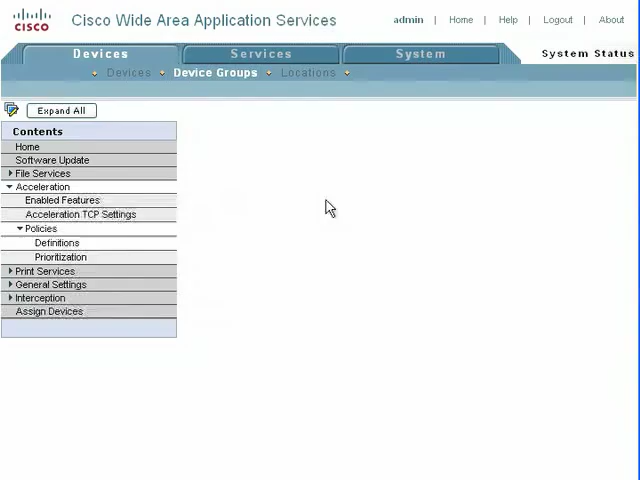 CISCO
Cisco Wide Area Application Services
admin | Home | Help | Logout | About
Devices
Services
System
System Status
Devices
Device Groups
Locations
Expand All
Contents
Home
Software Update
File Services
Acceleration
Enabled Features
Acceleration TCP Settings
Policies
Definitions
Prioritization
Print Services
General Settings
Interception
Assign Devices